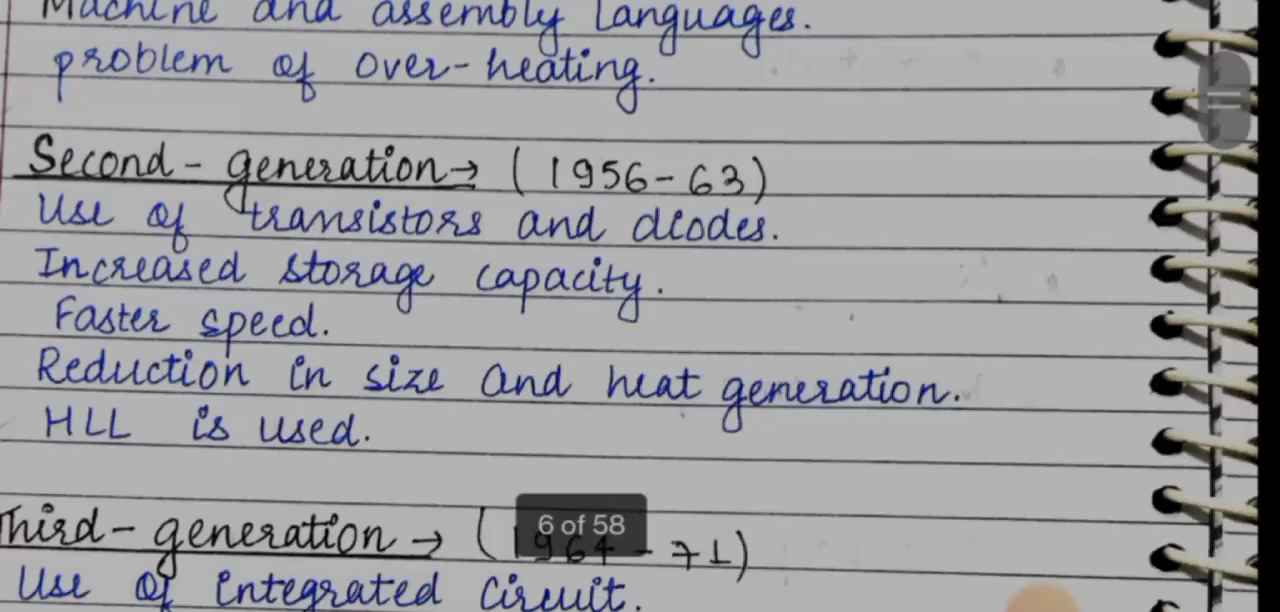 Machine and assembly languages.
problem of over-heating.
Second-generation→ (1956-63)
Use of transistors and diodes.
Increased storage capacity.
Faster speed.
Reduction in size and heat generation.
HLL is used.
6 of 58
Third-generation → (1964-71)
Use of integrated circuit.